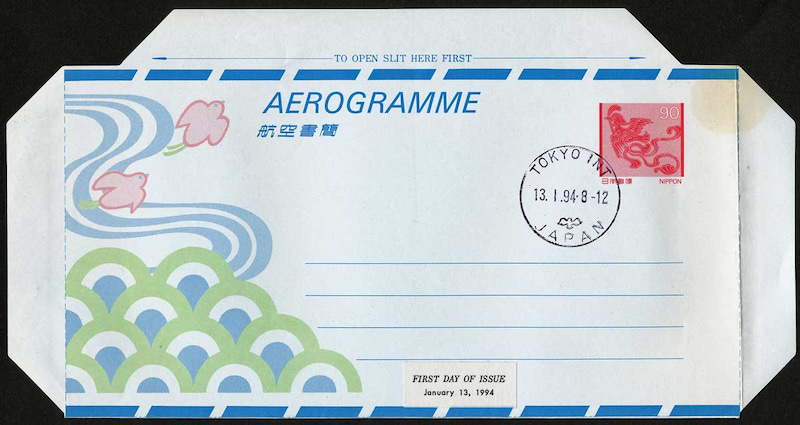 TO OPEN SLIT HERE FIRST
AEROGRAMME
航空書簡
90
日本郵便 NIPPON
TOKYO INT
13. I .94. 8 -12
JAPAN
FIRST DAY OF ISSUE
January 13, 1994